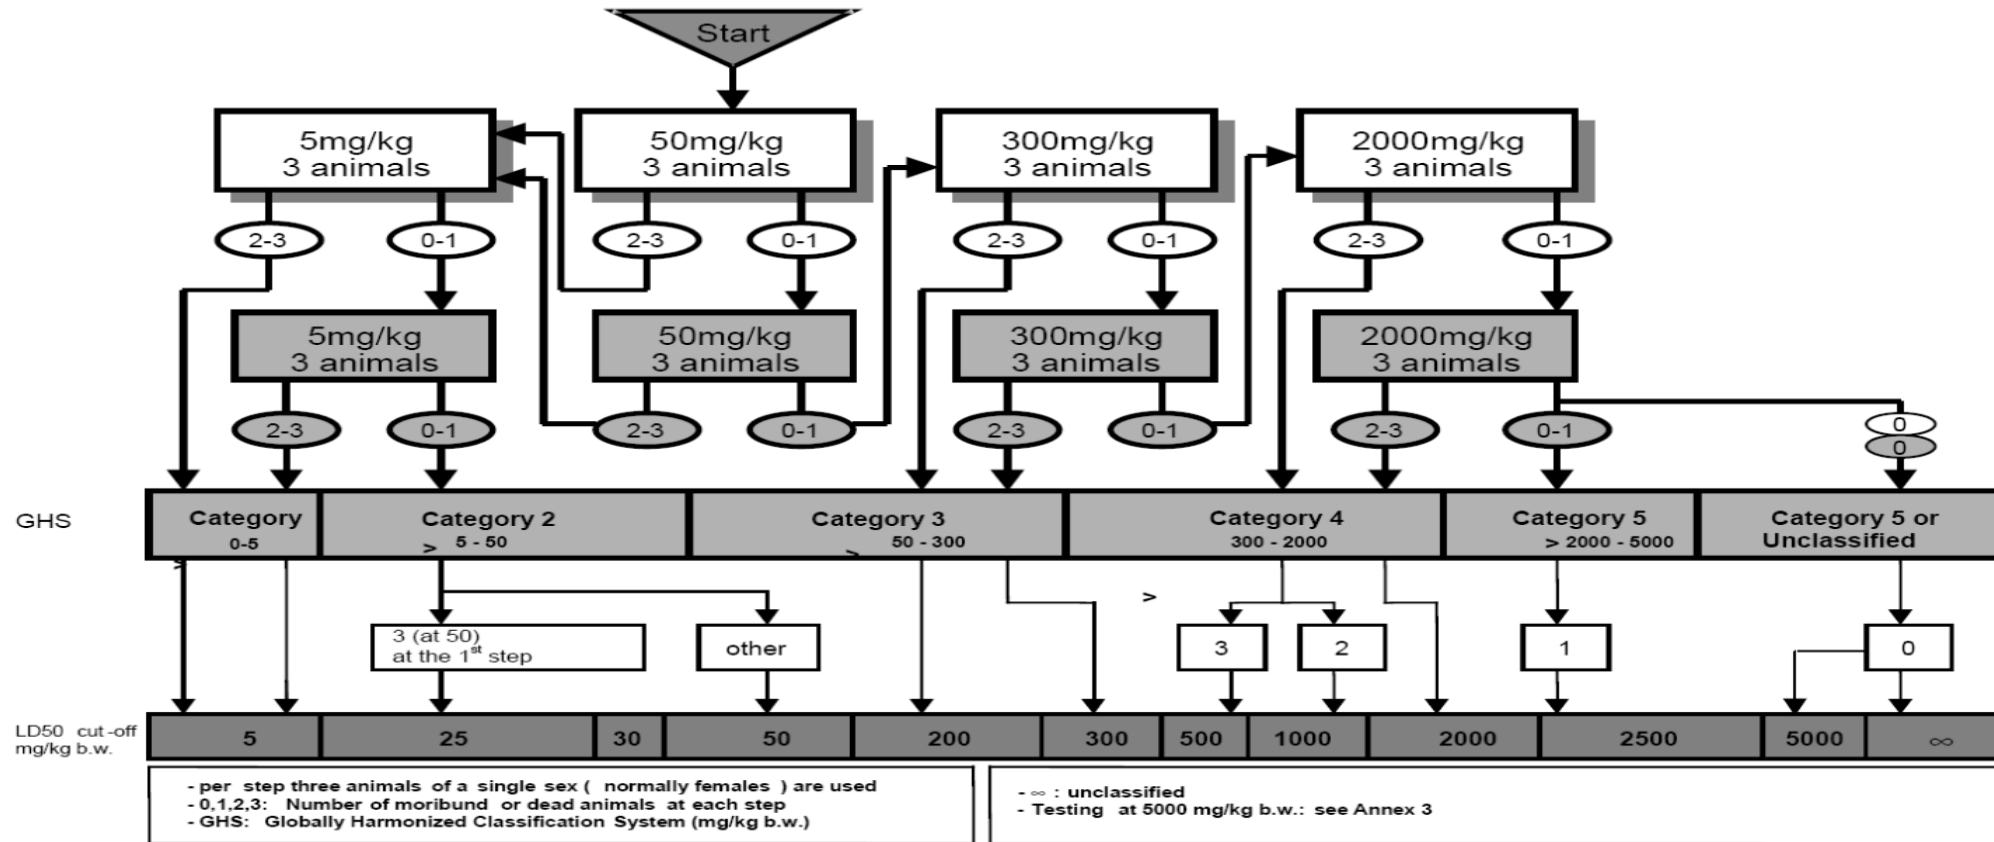 Start
5mg/kg
3 animals
50mg/kg
3 animals
300mg/kg
3 animals
2000mg/kg
3 animals
2-3
0-1
2-3
0-1
2-3
0-1
2-3
0-1
5mg/kg
3 animals
50mg/kg
3 animals
300mg/kg
3 animals
2000mg/kg
3 animals
2-3
0-1
2-3
0-1
2-3
0-1
2-3
0-1
0
0
GHS
Category
0-5
>
Category 2
> 5 - 50
Category 3
> 50 - 300
Category 4
300 - 2000
>
Category 5
> 2000 - 5000
Category 5 or
Unclassified
3 (at 50)
at the 1st step
other
3
2
1
0
LD50 cut-off
mg/kg b.w.
5
25
30
50
200
300
500
1000
2000
2500
5000
∞
- per step three animals of a single sex ( normally females ) are used
- 0,1,2,3: Number of moribund or dead animals at each step
- GHS: Globally Harmonized Classification System (mg/kg b.w.)
- ∞ : unclassified
- Testing at 5000 mg/kg b.w.: see Annex 3